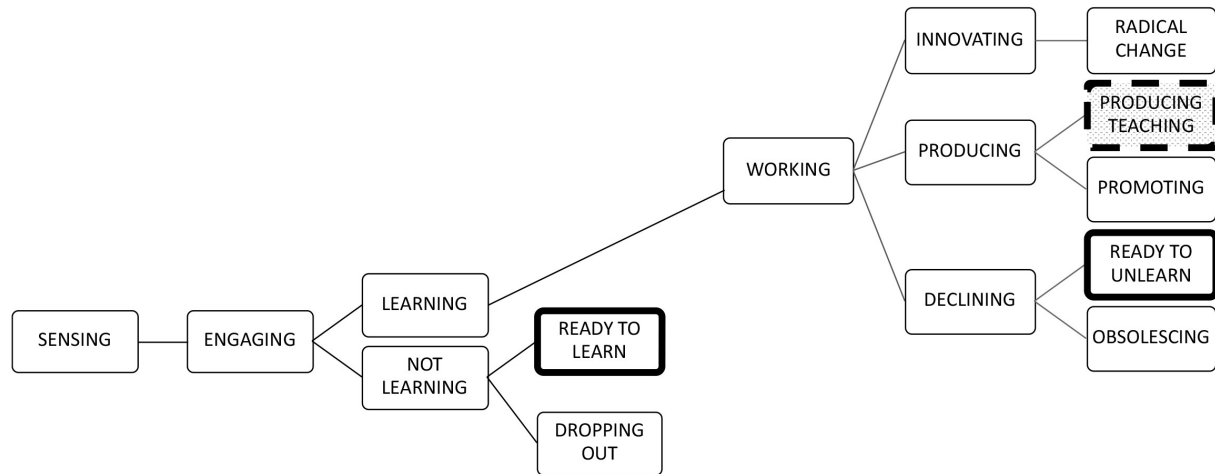 INNOVATING
RADICAL
CHANGE
PRODUCING
TEACHING
WORKING
PRODUCING
PROMOTING
READY TO
UNLEARN
DECLINING
OBSOLESCING
LEARNING
SENSING
ENGAGING
READY TO
LEARN
NOT
LEARNING
DROPPING
OUT